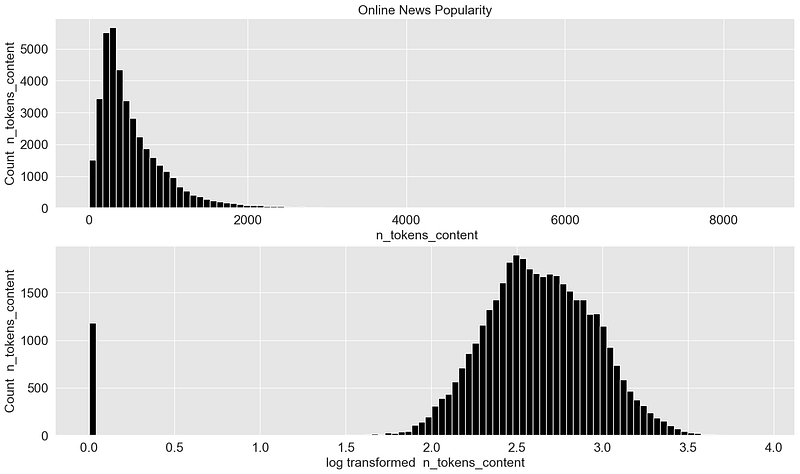 Online News Popularity
Count  n_tokens_content
5000
4000
3000
2000
1000
0
0 2000 4000 6000 8000
n_tokens_content
Count  n_tokens_content
1500
1000
500
0
0.0 0.5 1.0 1.5 2.0 2.5 3.0 3.5 4.0
log transformed  n_tokens_content